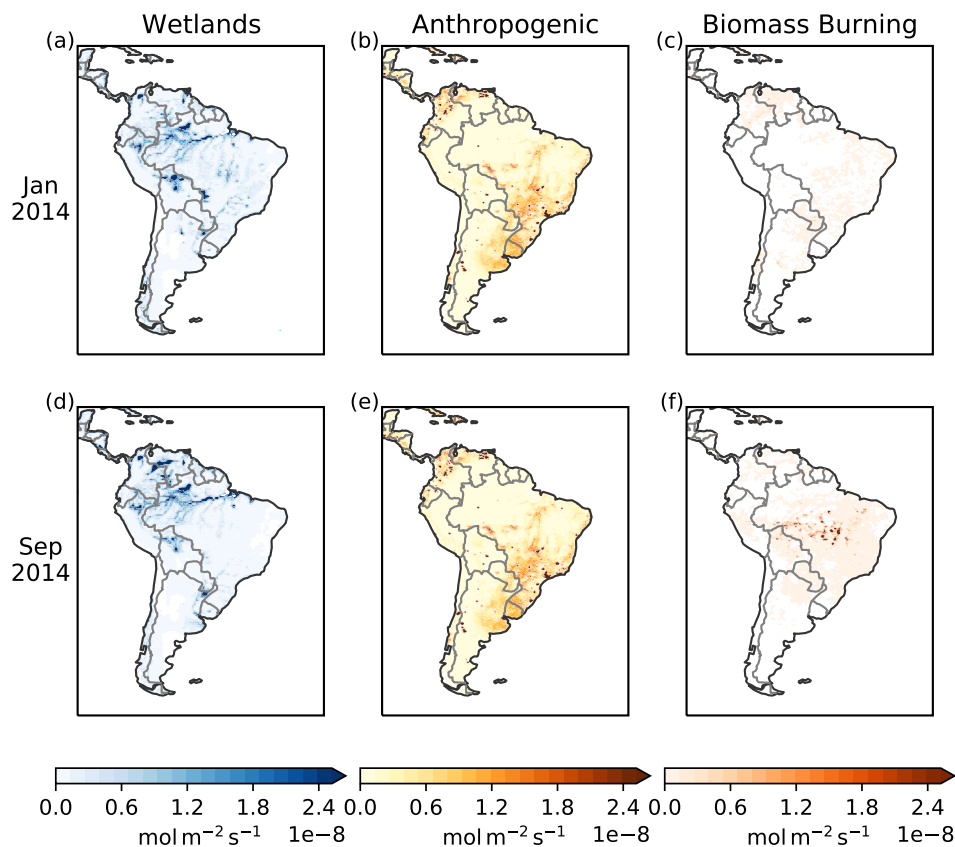 Wetlands Anthropogenic Biomass Burning
(a) (b) (c)
Jan
2014
(d) (e) (f)
Sep
2014
0.0 0.6 1.2 1.8 2.4 0.0 0.6 1.2 1.8 2.4 0.0 0.6 1.2 1.8 2.4
mol m⁻² s⁻¹ 1e−8 mol m⁻² s⁻¹ 1e−8 mol m⁻² s⁻¹ 1e−8